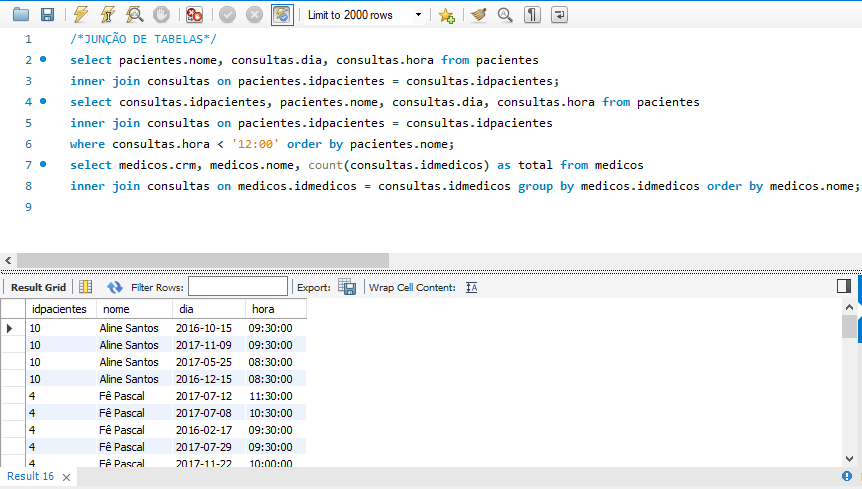 Limit to 2000 rows
1 /*JUNÇÃO DE TABELAS*/
2 select pacientes.nome, consultas.dia, consultas.hora from pacientes
3 inner join consultas on pacientes.idpacientes = consultas.idpacientes;
4 select consultas.idpacientes, pacientes.nome, consultas.dia, consultas.hora from pacientes
5 inner join consultas on pacientes.idpacientes = consultas.idpacientes
6 where consultas.hora < '12:00' order by pacientes.nome;
7 select medicos.crm, medicos.nome, count(consultas.idmedicos) as total from medicos
8 inner join consultas on medicos.idmedicos = consultas.idmedicos group by medicos.idmedicos order by medicos.nome;
9
Result Grid Filter Rows: Export: Wrap Cell Content:
idpacientes nome dia hora
10 Aline Santos 2016-10-15 09:30:00
10 Aline Santos 2017-11-09 09:30:00
10 Aline Santos 2017-05-25 08:30:00
10 Aline Santos 2016-12-15 08:30:00
4 Fê Pascal 2017-07-12 11:30:00
4 Fê Pascal 2017-07-08 10:30:00
4 Fê Pascal 2016-02-17 09:30:00
4 Fê Pascal 2017-07-29 09:30:00
4 Fê Pascal 2017-11-22 10:00:00
Result 16